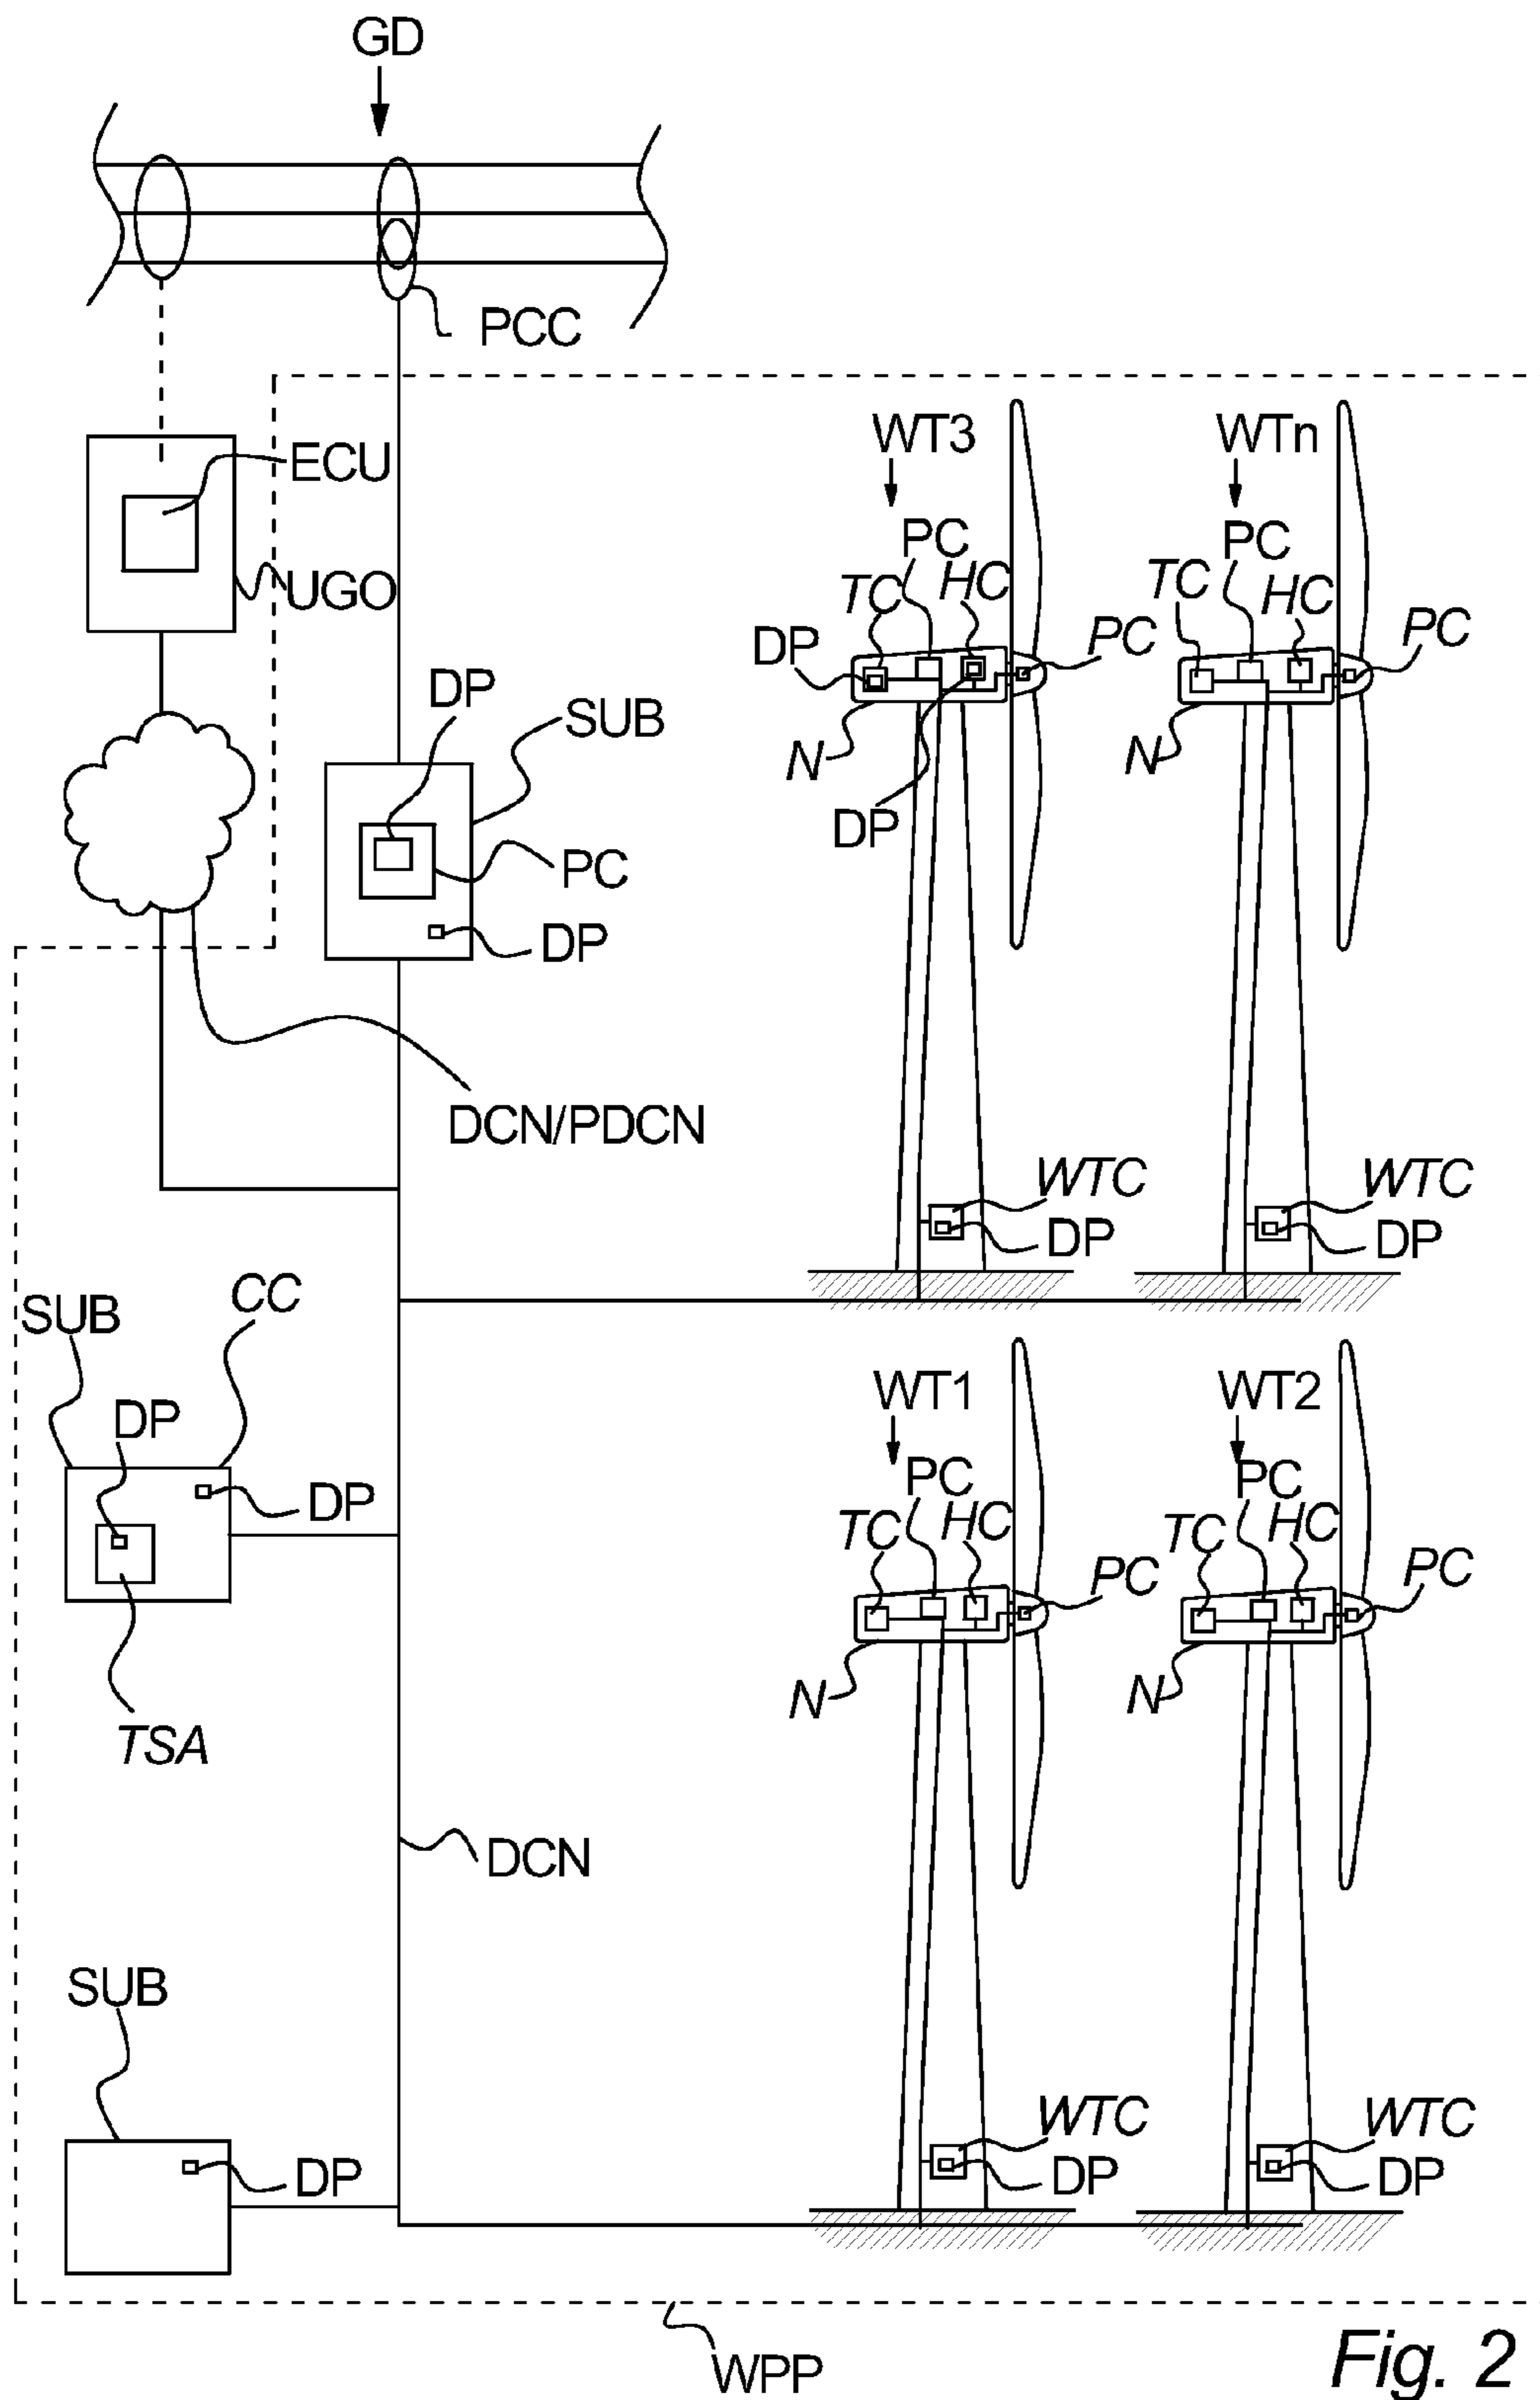 GD
PCC
ECU
UGO
WT3
WTn
PC
PC
TC
HC
TC
HC
DP
PC
PC
DP
SUB
N
N
DP
PC
DP
DCN/PDCN
WTC
WTC
DP
DP
CC
SUB
DP
WT1
WT2
PC
PC
DP
TC
HC
TC
HC
PC
PC
N
N
TSA
DCN
SUB
WTC
WTC
DP
DP
DP
WPP
Fig. 2